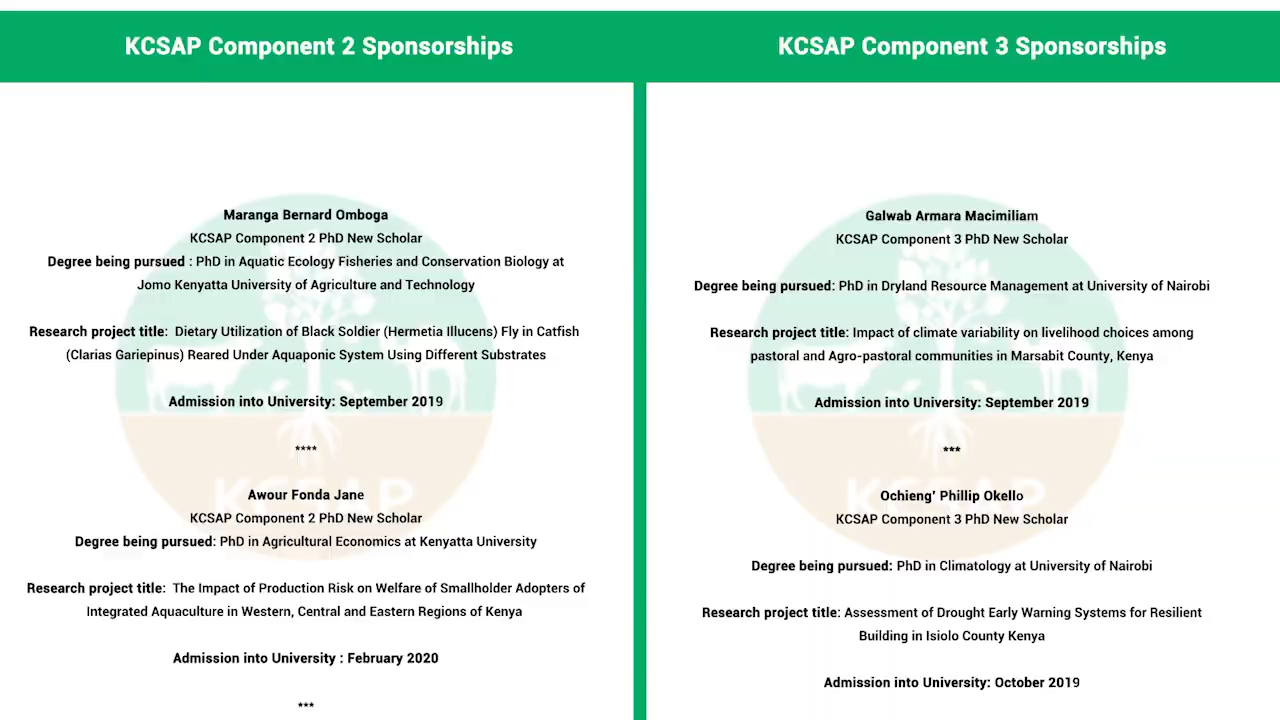 KCSAP Component 2 Sponsorships
Maranga Bernard Omboga
KCSAP Component 2 PhD New Scholar
Degree being pursued : PhD in Aquatic Ecology Fisheries and Conservation Biology at
Jomo Kenyatta University of Agriculture and Technology
Research project title: Dietary Utilization of Black Soldier (Hermetia Illucens) Fly in Catfish
(Clarias Gariepinus) Reared Under Aquaponic System Using Different Substrates
Admission into University: September 2019
****
Awour Fonda Jane
KCSAP Component 2 PhD New Scholar
Degree being pursued: PhD in Agricultural Economics at Kenyatta University
Research project title: The Impact of Production Risk on Welfare of Smallholder Adopters of
Integrated Aquaculture in Western, Central and Eastern Regions of Kenya
Admission into University : February 2020
***
KCSAP
KCSAP Component 3 Sponsorships
Galwab Armara Macimiliam
KCSAP Component 3 PhD New Scholar
Degree being pursued: PhD in Dryland Resource Management at University of Nairobi
Research project title: Impact of climate variability on livelihood choices among
pastoral and Agro-pastoral communities in Marsabit County, Kenya
Admission into University: September 2019
***
Ochieng' Phillip Okello
KCSAP Component 3 PhD New Scholar
Degree being pursued: PhD in Climatology at University of Nairobi
Research project title: Assessment of Drought Early Warning Systems for Resilient
Building in Isiolo County Kenya
Admission into University: October 2019
KCSAP